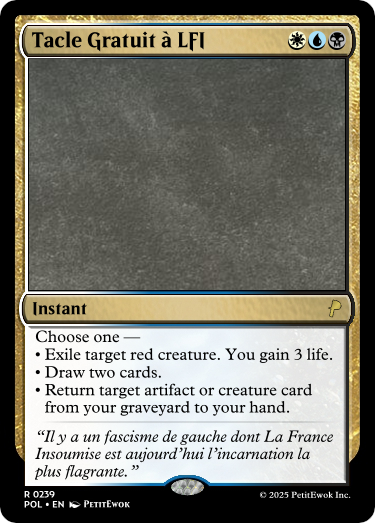 Tacle Gratuit à LFI
Instant
Choose one —
• Exile target red creature. You gain 3 life.
• Draw two cards.
• Return target artifact or creature card
from your graveyard to your hand.
“Il y a un fascisme de gauche dont La France
Insoumise est aujourd'hui l'incarnation la
plus flagrante.”
R 0239
POL • EN PetitEwok
© 2025 PetitEwok Inc.